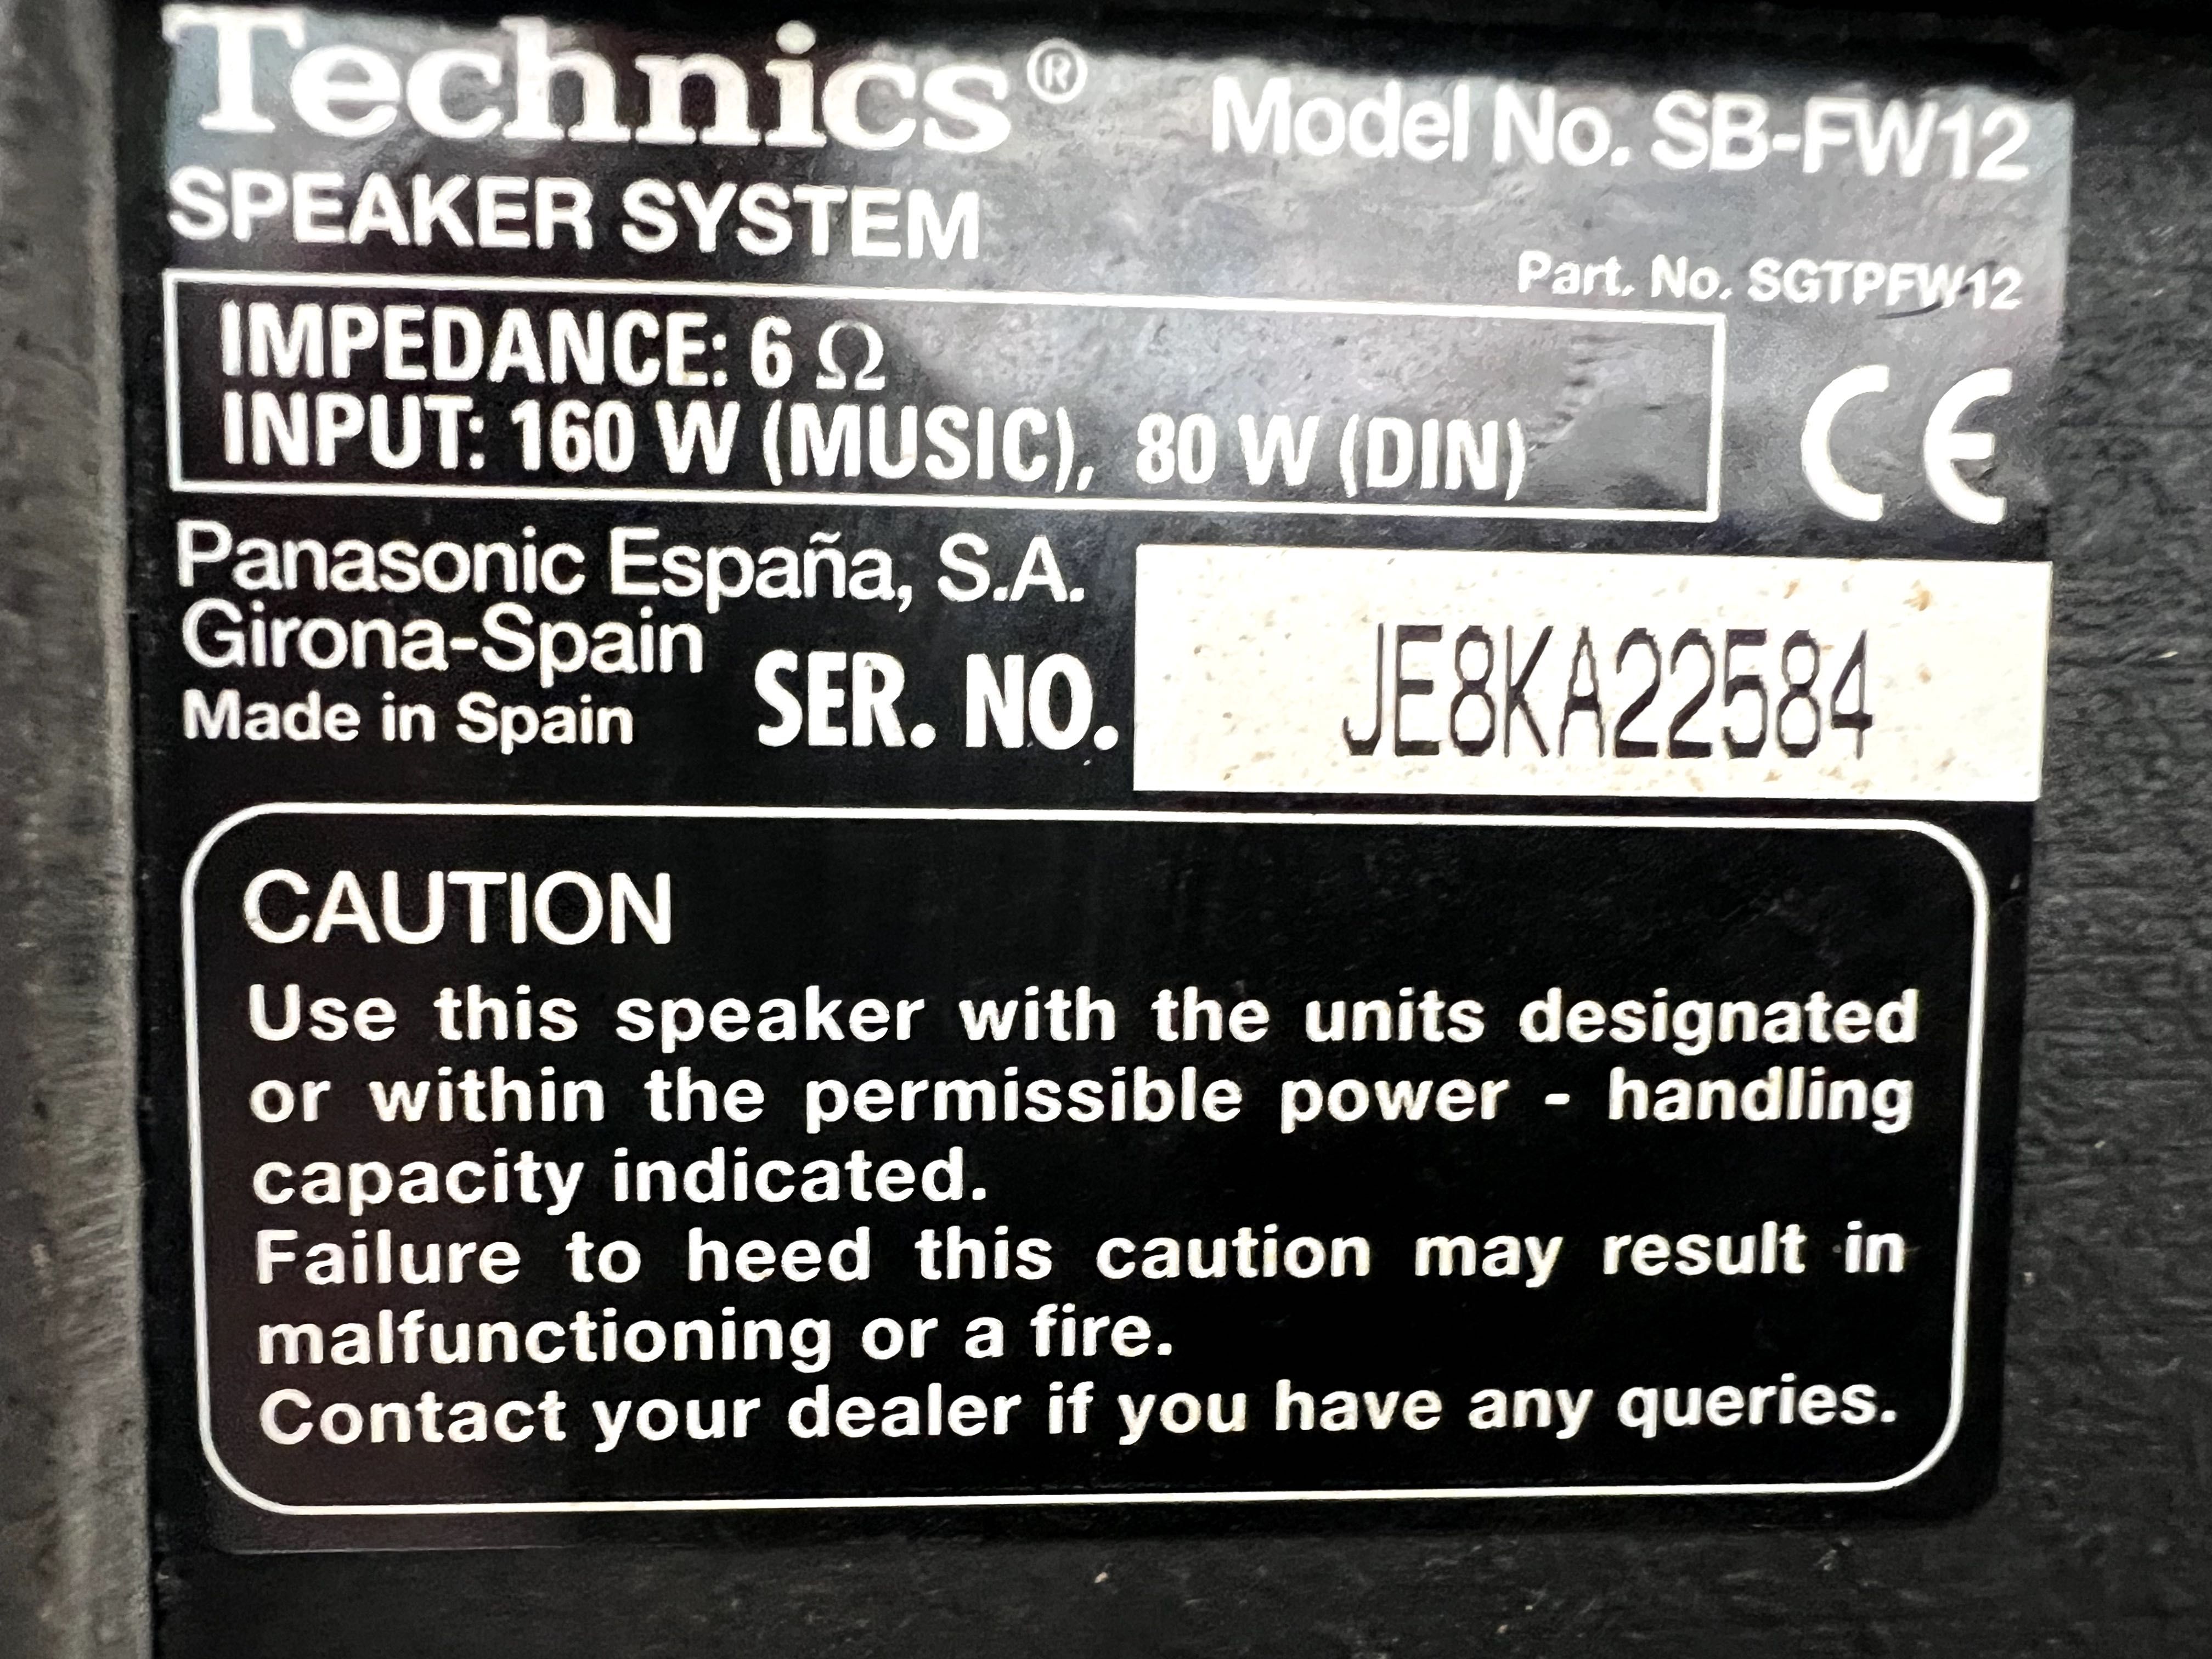 Technics® Model No. SB-FW12
SPEAKER SYSTEM
Part. No. SGTPFW12
IMPEDANCE: 6 Ω
INPUT: 160 W (MUSIC), 80 W (DIN)
CE
Panasonic España, S.A.
Girona-Spain
Made in Spain
SER. NO. JE8KA22584
CAUTION
Use this speaker with the units designated
or within the permissible power - handling
capacity indicated.
Failure to heed this caution may result in
malfunctioning or a fire.
Contact your dealer if you have any queries.